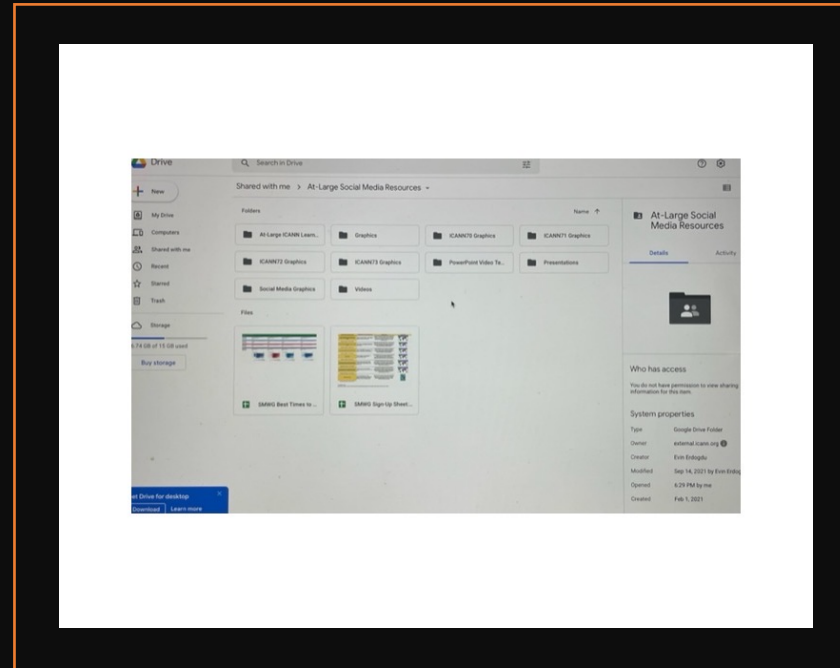 Drive
Search in Drive
New
Shared with me > At-Large Social Media Resources
My Drive
Computers
Shared with me
Recent
Starred
Trash
Storage
GB of 15 GB used
Buy storage
Folders
Name ↑
At-Large ICANN Learn...
Graphics
ICANN70 Graphics
ICANN71 Graphics
ICANN72 Graphics
ICANN73 Graphics
PowerPoint Video Te...
Presentations
Social Media Graphics
Videos
Files
SMWG Best Times to ...
SMWG Sign-Up Sheet...
At-Large Social
Media Resources
Details
Activity
Who has access
You do not have permission to view sharing
information for this item.
System properties
Type Google Drive Folder
Owner external.icann.org
Creator Evin Erdogdu
Modified Sep 14, 2021 by Evin Erdog
Opened 6:29 PM by me
Created Feb 1, 2021
et Drive for desktop
Download
Learn more